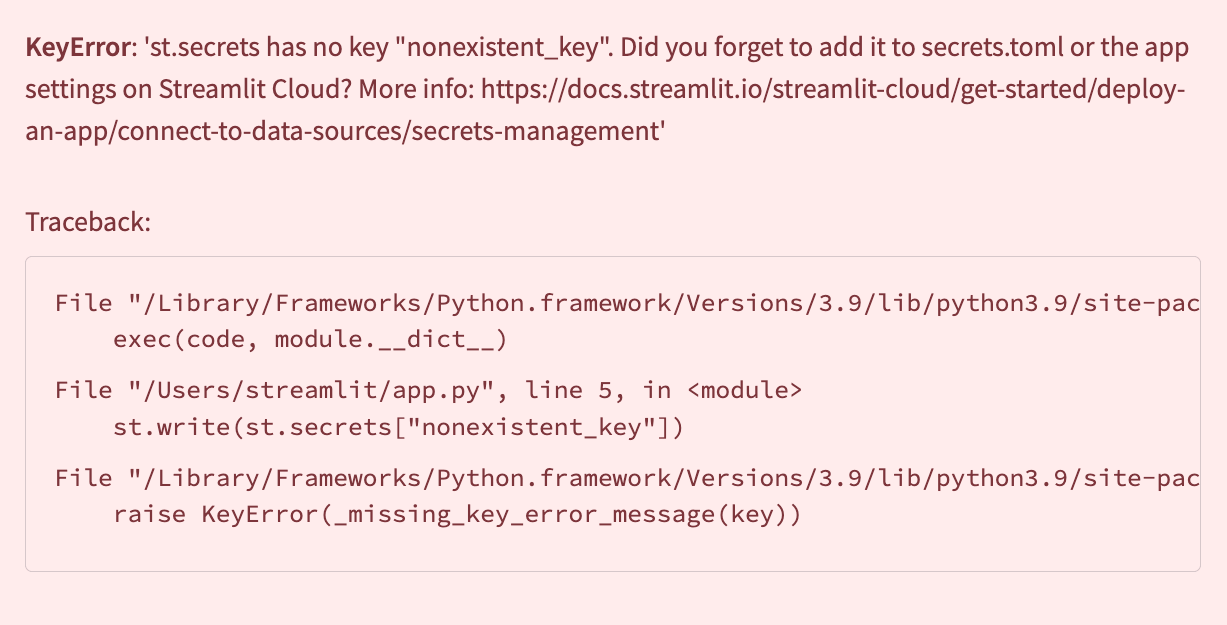 KeyError: 'st.secrets has no key "nonexistent_key". Did you forget to add it to secrets.toml or the app
settings on Streamlit Cloud? More info: https://docs.streamlit.io/streamlit-cloud/get-started/deploy-
an-app/connect-to-data-sources/secrets-management'
Traceback:
File "/Library/Frameworks/Python.framework/Versions/3.9/lib/python3.9/site-pac
exec(code, module.__dict__)
File "/Users/streamlit/app.py", line 5, in <module>
st.write(st.secrets["nonexistent_key"])
File "/Library/Frameworks/Python.framework/Versions/3.9/lib/python3.9/site-pac
raise KeyError(_missing_key_error_message(key))